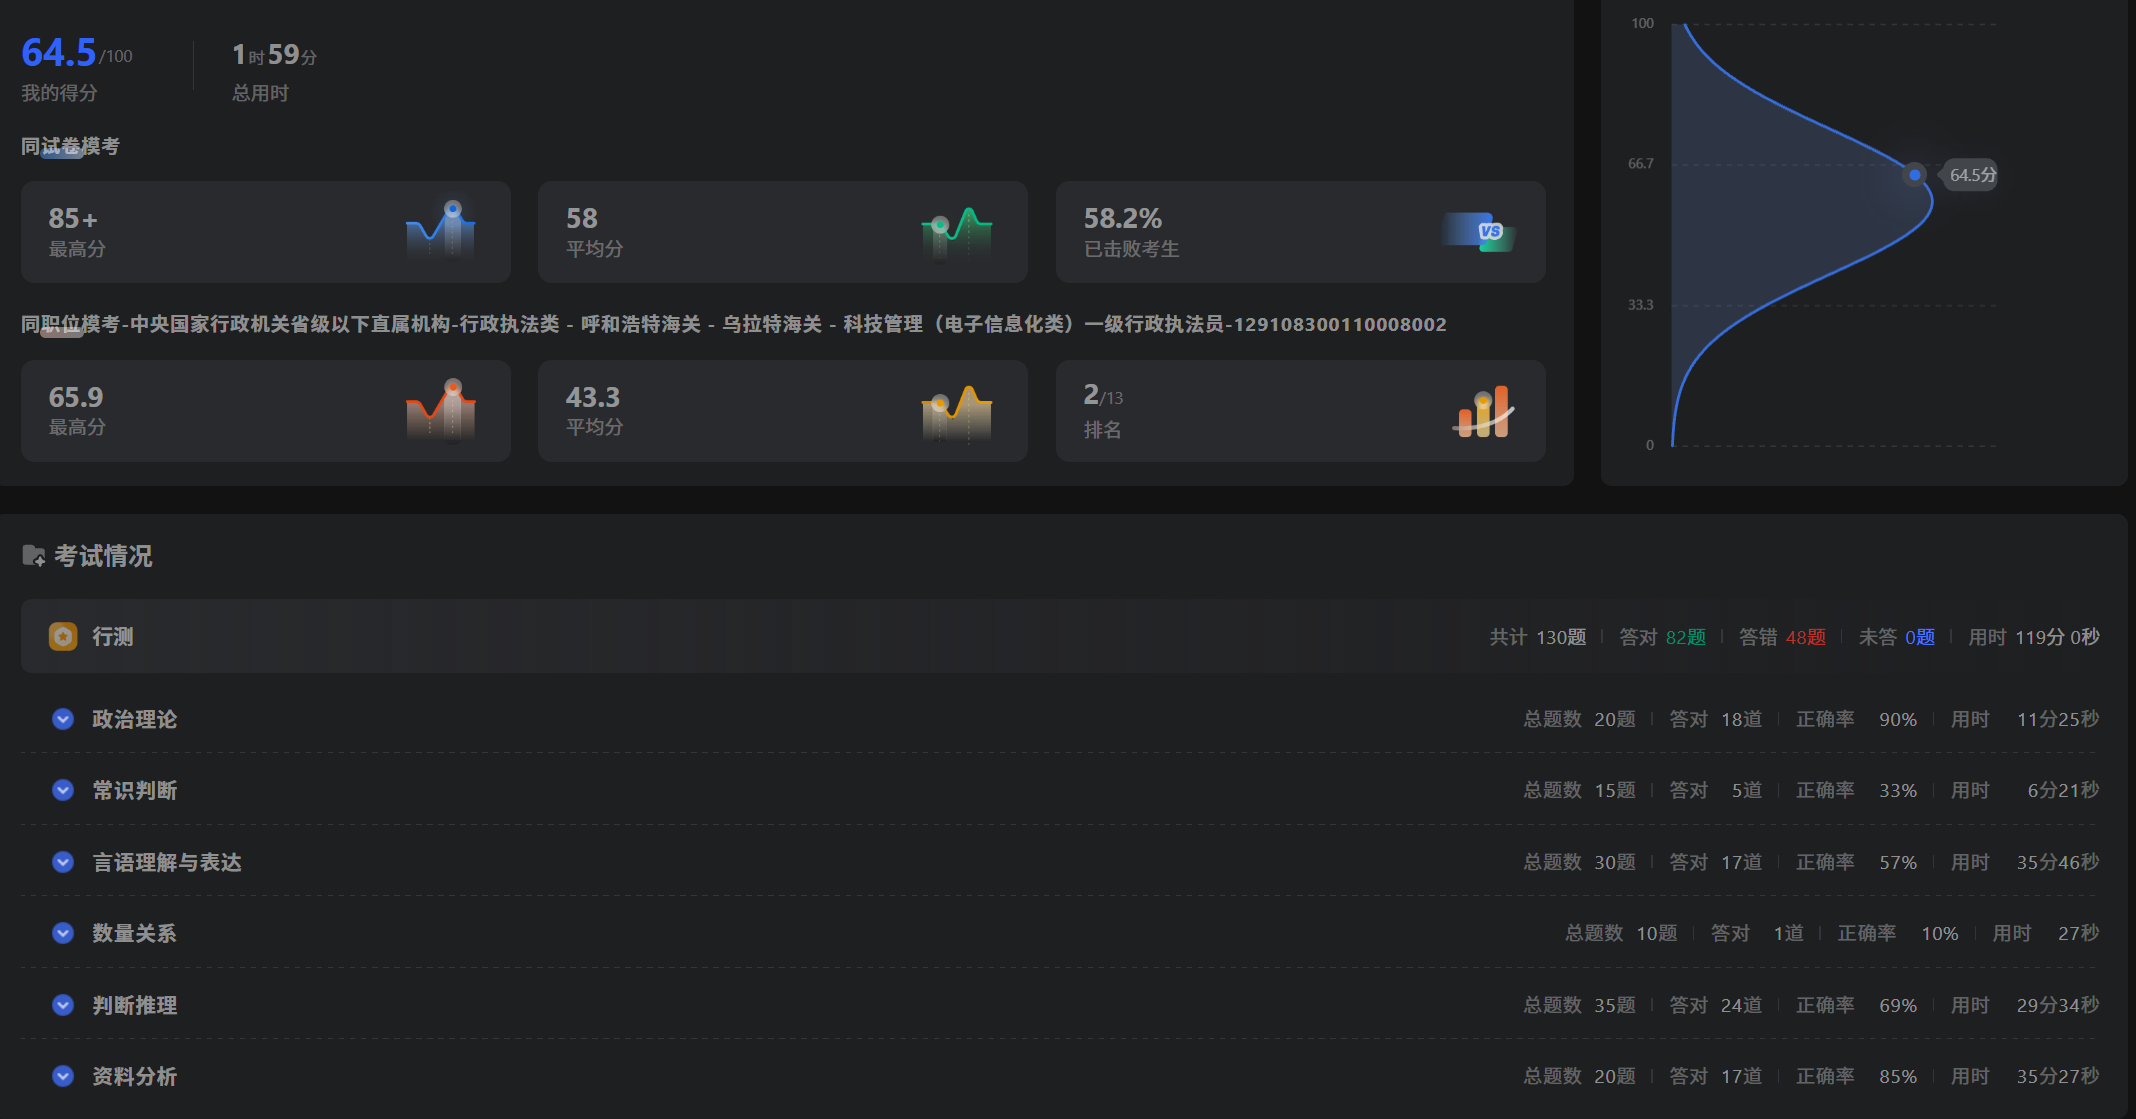 64.5/100
我的得分
1时59分
总用时
同试卷模考
85+
最高分
58
平均分
58.2%
已击败考生
VS
同职位模考-中央国家行政机关省级以下直属机构-行政执法类 - 呼和浩特海关 - 乌拉特海关 - 科技管理（电子信息化类）一级行政执法员-129108300110008002
65.9
最高分
43.3
平均分
2/13
排名
100
66.7
64.5分
33.3
0
考试情况
行测 共计 130题 答对 82题 答错 48题 未答 0题 用时 119分 0秒
政治理论 总题数 20题 答对 18道 正确率 90% 用时 11分25秒
常识判断 总题数 15题 答对 5道 正确率 33% 用时 6分21秒
言语理解与表达 总题数 30题 答对 17道 正确率 57% 用时 35分46秒
数量关系 总题数 10题 答对 1道 正确率 10% 用时 27秒
判断推理 总题数 35题 答对 24道 正确率 69% 用时 29分34秒
资料分析 总题数 20题 答对 17道 正确率 85% 用时 35分27秒